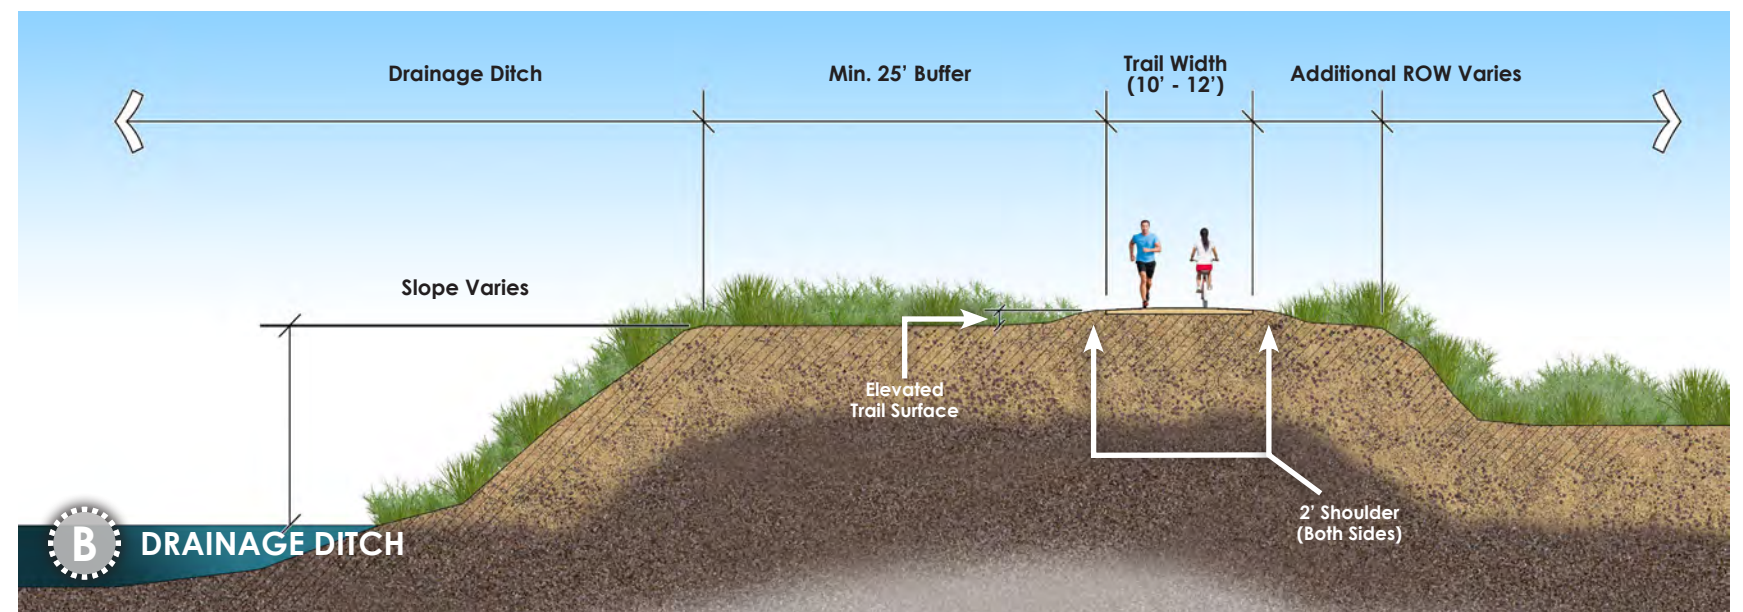 Drainage Ditch
Min. 25’ Buffer
Trail Width
(10’ - 12’)
Additional ROW Varies
Slope Varies
Elevated
Trail Surface
2’ Shoulder
(Both Sides)
B
DRAINAGE DITCH